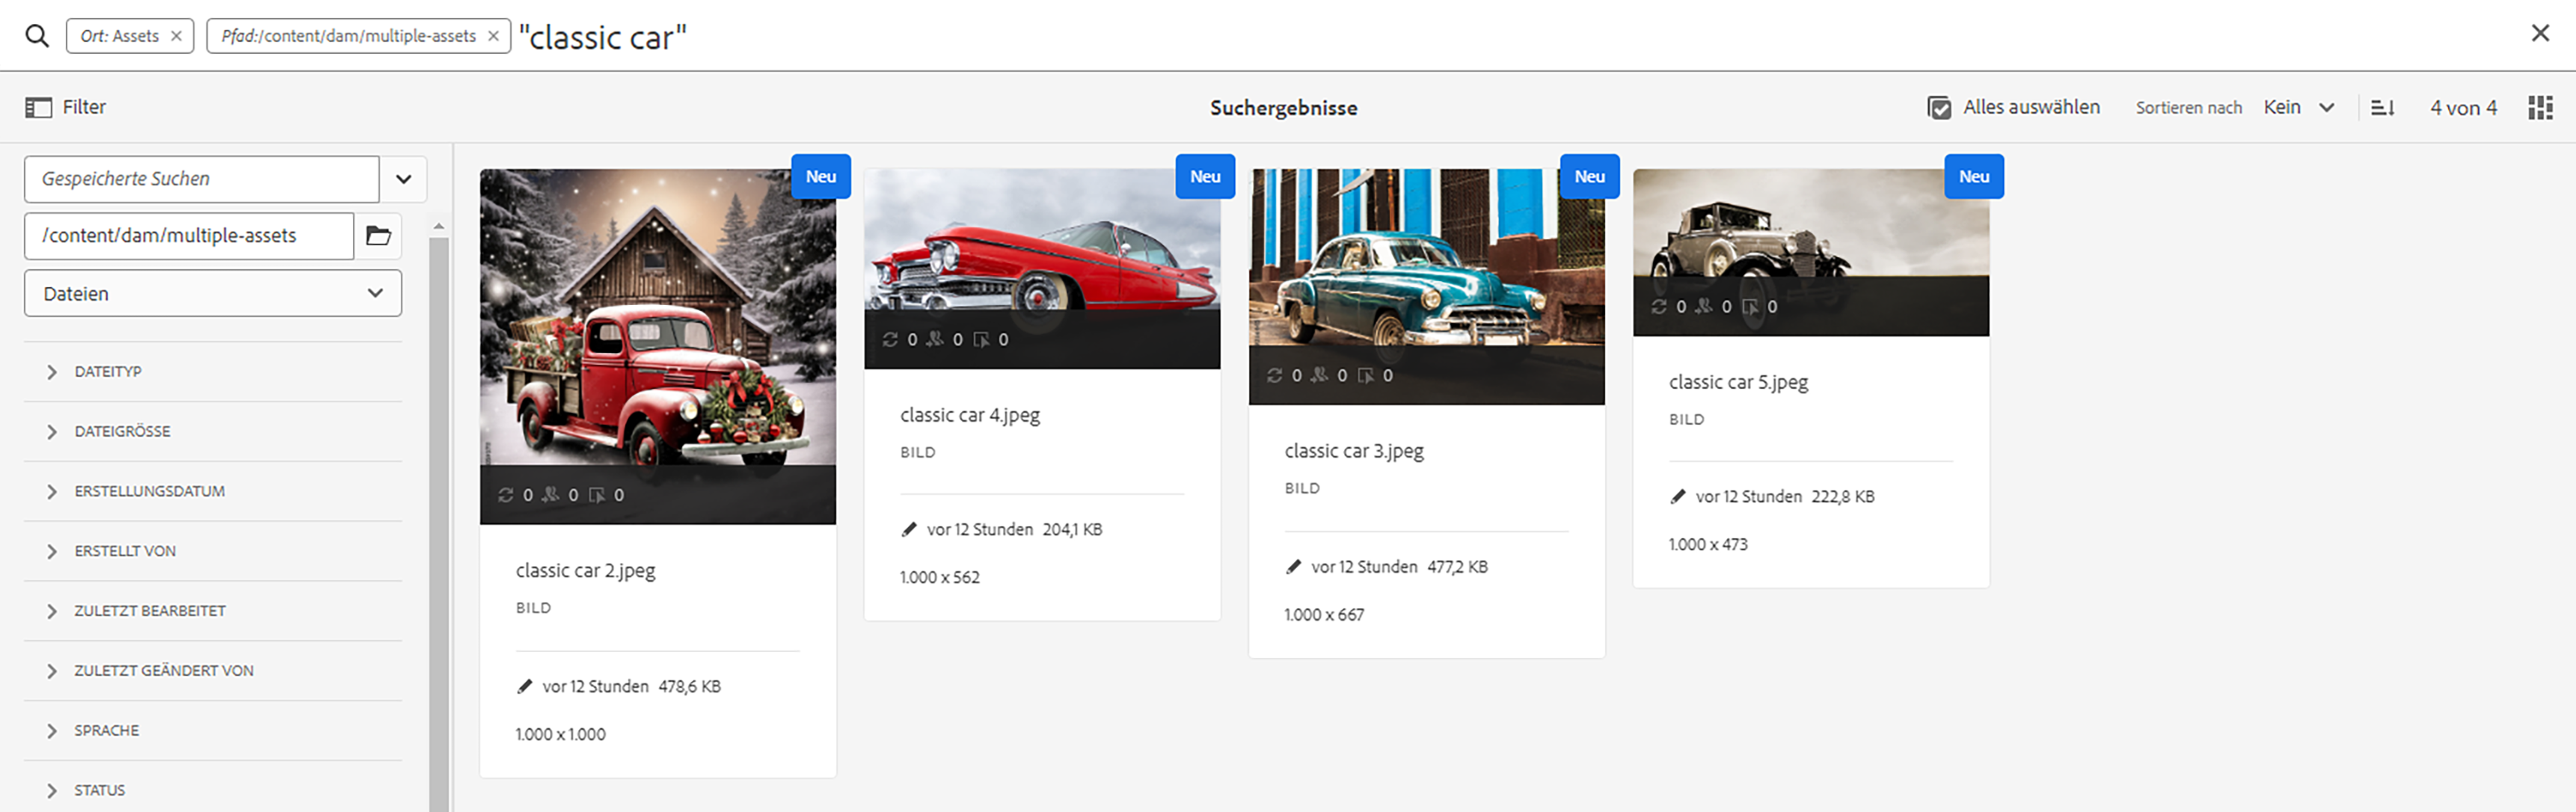 Ort: Assets × Pfad:/content/dam/multiple-assets × "classic car"
Filter
Suchergebnisse
Alles auswählen
Sortieren nach Kein
4 von 4
Gespeicherte Suchen
/content/dam/multiple-assets
Dateien
DATEITYP
DATEIGRÖSSE
ERSTELLUNGSDATUM
ERSTELLT VON
ZULETZT BEARBEITET
ZULETZT GEÄNDERT VON
SPRACHE
STATUS
Neu
0 0 0
classic car 2.jpeg
BILD
vor 12 Stunden 478,6 KB
1.000 x 1.000
Neu
0 0 0
classic car 4.jpeg
BILD
vor 12 Stunden 204,1 KB
1.000 x 562
Neu
0 0 0
classic car 3.jpeg
BILD
vor 12 Stunden 477,2 KB
1.000 x 667
Neu
0 0 0
classic car 5.jpeg
BILD
vor 12 Stunden 222,8 KB
1.000 x 473